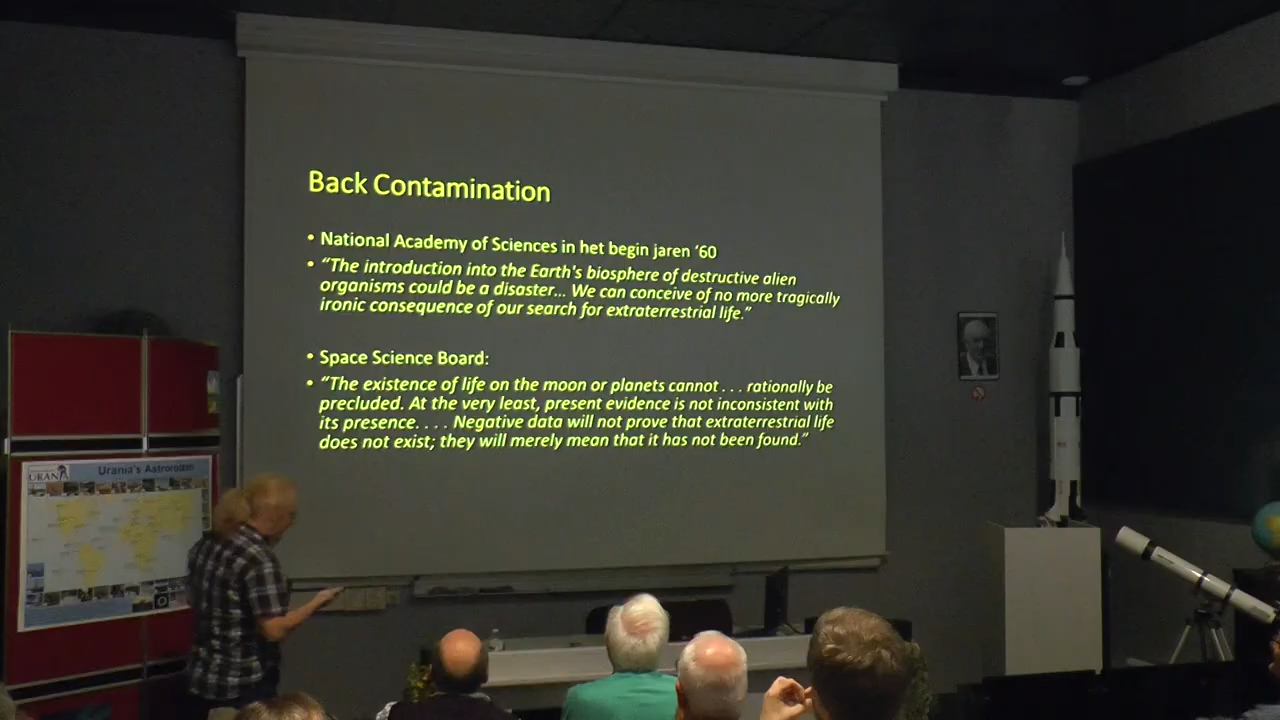 Back Contamination
• National Academy of Sciences in het begin jaren ‘60
• “The introduction into the Earth's biosphere of destructive alien
organisms could be a disaster... We can conceive of no more tragically
ironic consequence of our search for extraterrestrial life.”
• Space Science Board:
• “The existence of life on the moon or planets cannot . . . rationally be
precluded. At the very least, present evidence is not inconsistent with
its presence. . . . Negative data will not prove that extraterrestrial life
does not exist; they will merely mean that it has not been found.”
URANIA
Urania's Astroroom